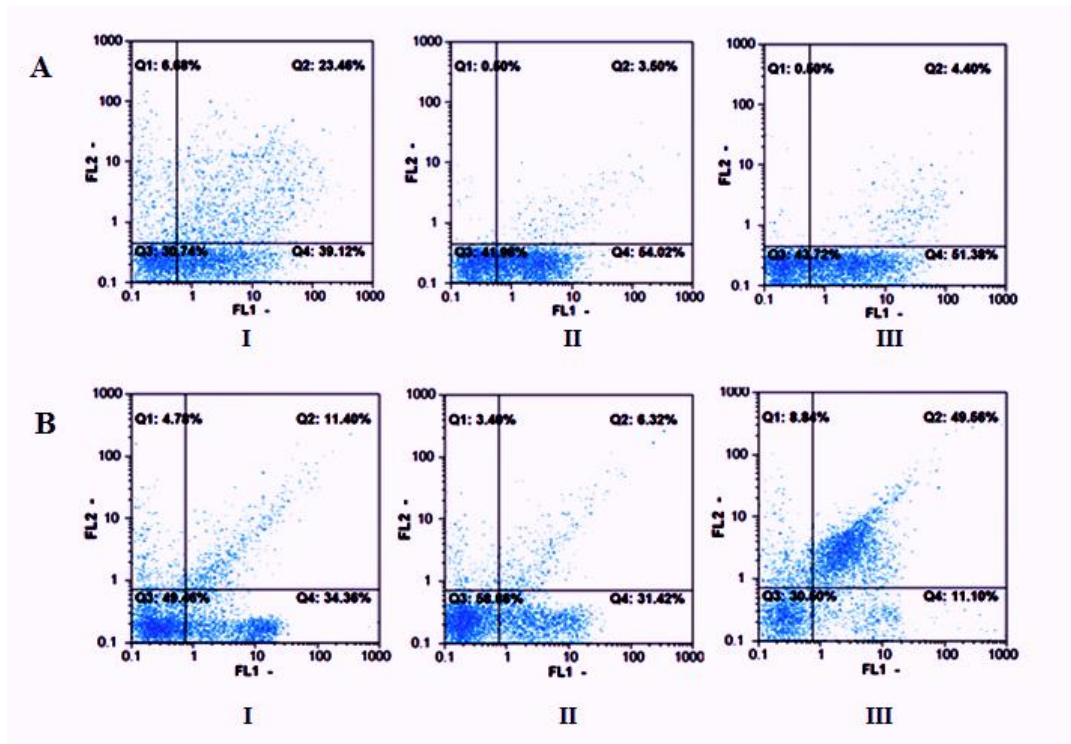 A
1000
Q1: 6.68% Q2: 23.46%
100
10
FL2 -
1
Q3: 30.74% Q4: 39.12%
0.1
0.1 1 10 100 1000
FL1 -
I
1000
Q1: 0.50% Q2: 3.50%
100
10
FL2 -
1
Q3: 41.98% Q4: 54.02%
0.1
0.1 1 10 100 1000
FL1 -
II
1000
Q1: 0.50% Q2: 4.40%
100
10
FL2 -
1
Q3: 43.72% Q4: 51.38%
0.1
0.1 1 10 100 1000
FL1 -
III
B
1000
Q1: 4.78% Q2: 11.40%
100
10
FL2 -
1
Q3: 49.46% Q4: 34.36%
0.1
0.1 1 10 100 1000
FL1 -
I
1000
Q1: 3.40% Q2: 6.32%
100
10
FL2 -
1
Q3: 58.86% Q4: 31.42%
0.1
0.1 1 10 100 1000
FL1 -
II
1000
Q1: 8.84% Q2: 49.56%
100
10
FL2 -
1
Q3: 30.50% Q4: 11.10%
0.1
0.1 1 10 100 1000
FL1 -
III